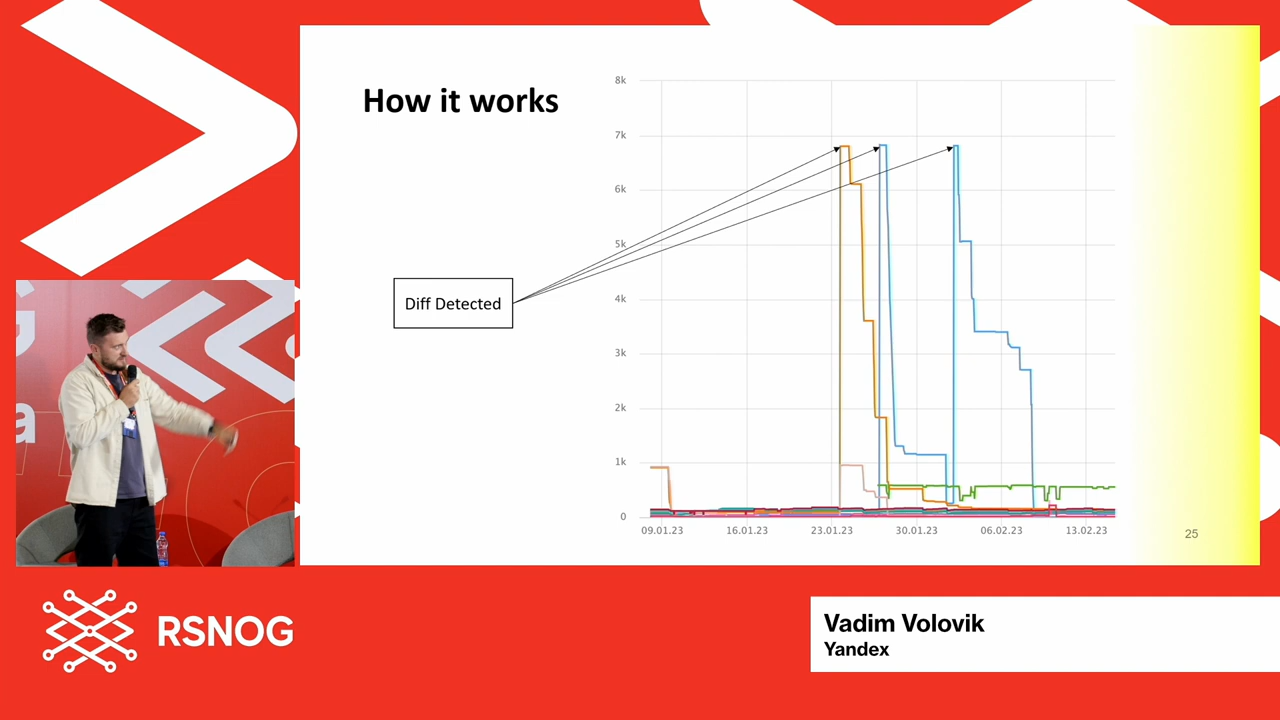 How it works
8k
7k
6k
5k
4k
3k
2k
1k
0
09.01.23 16.01.23 23.01.23 30.01.23 06.02.23 13.02.23
Diff Detected
25
a
RSNOG
Vadim Volovik
Yandex